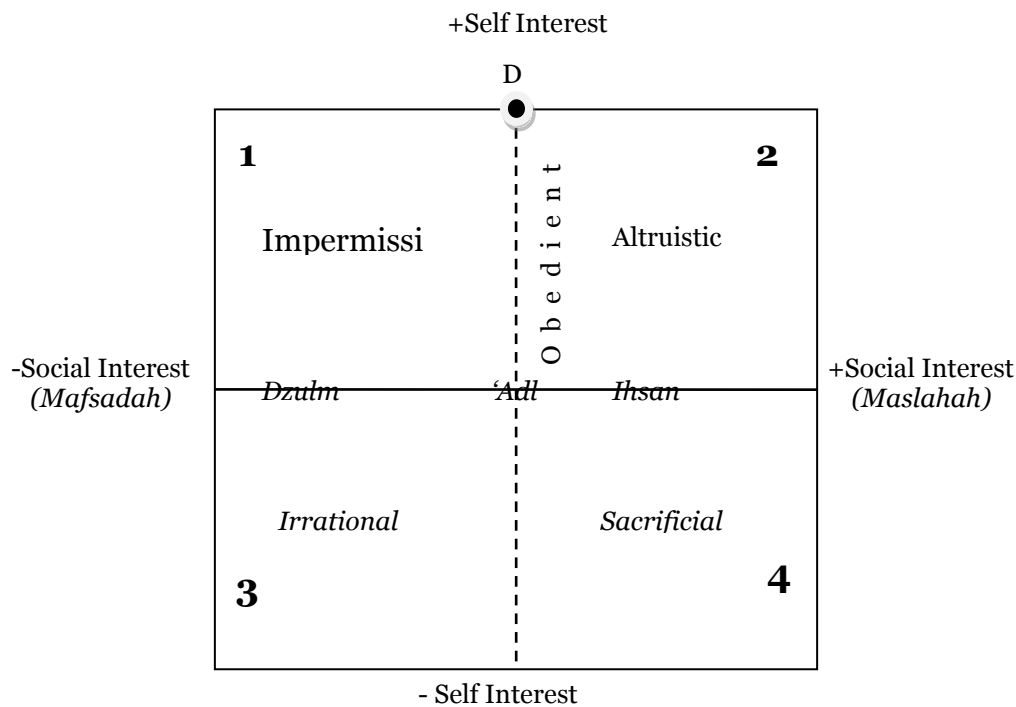 +Self Interest
D
1
2
Impermissi
Altruistic
Obedient
-Social Interest
(Mafsadah)
+Social Interest
(Maslahah)
Dzulm
‘Adl
Ihsan
Irrational
Sacrificial
3
4
- Self Interest